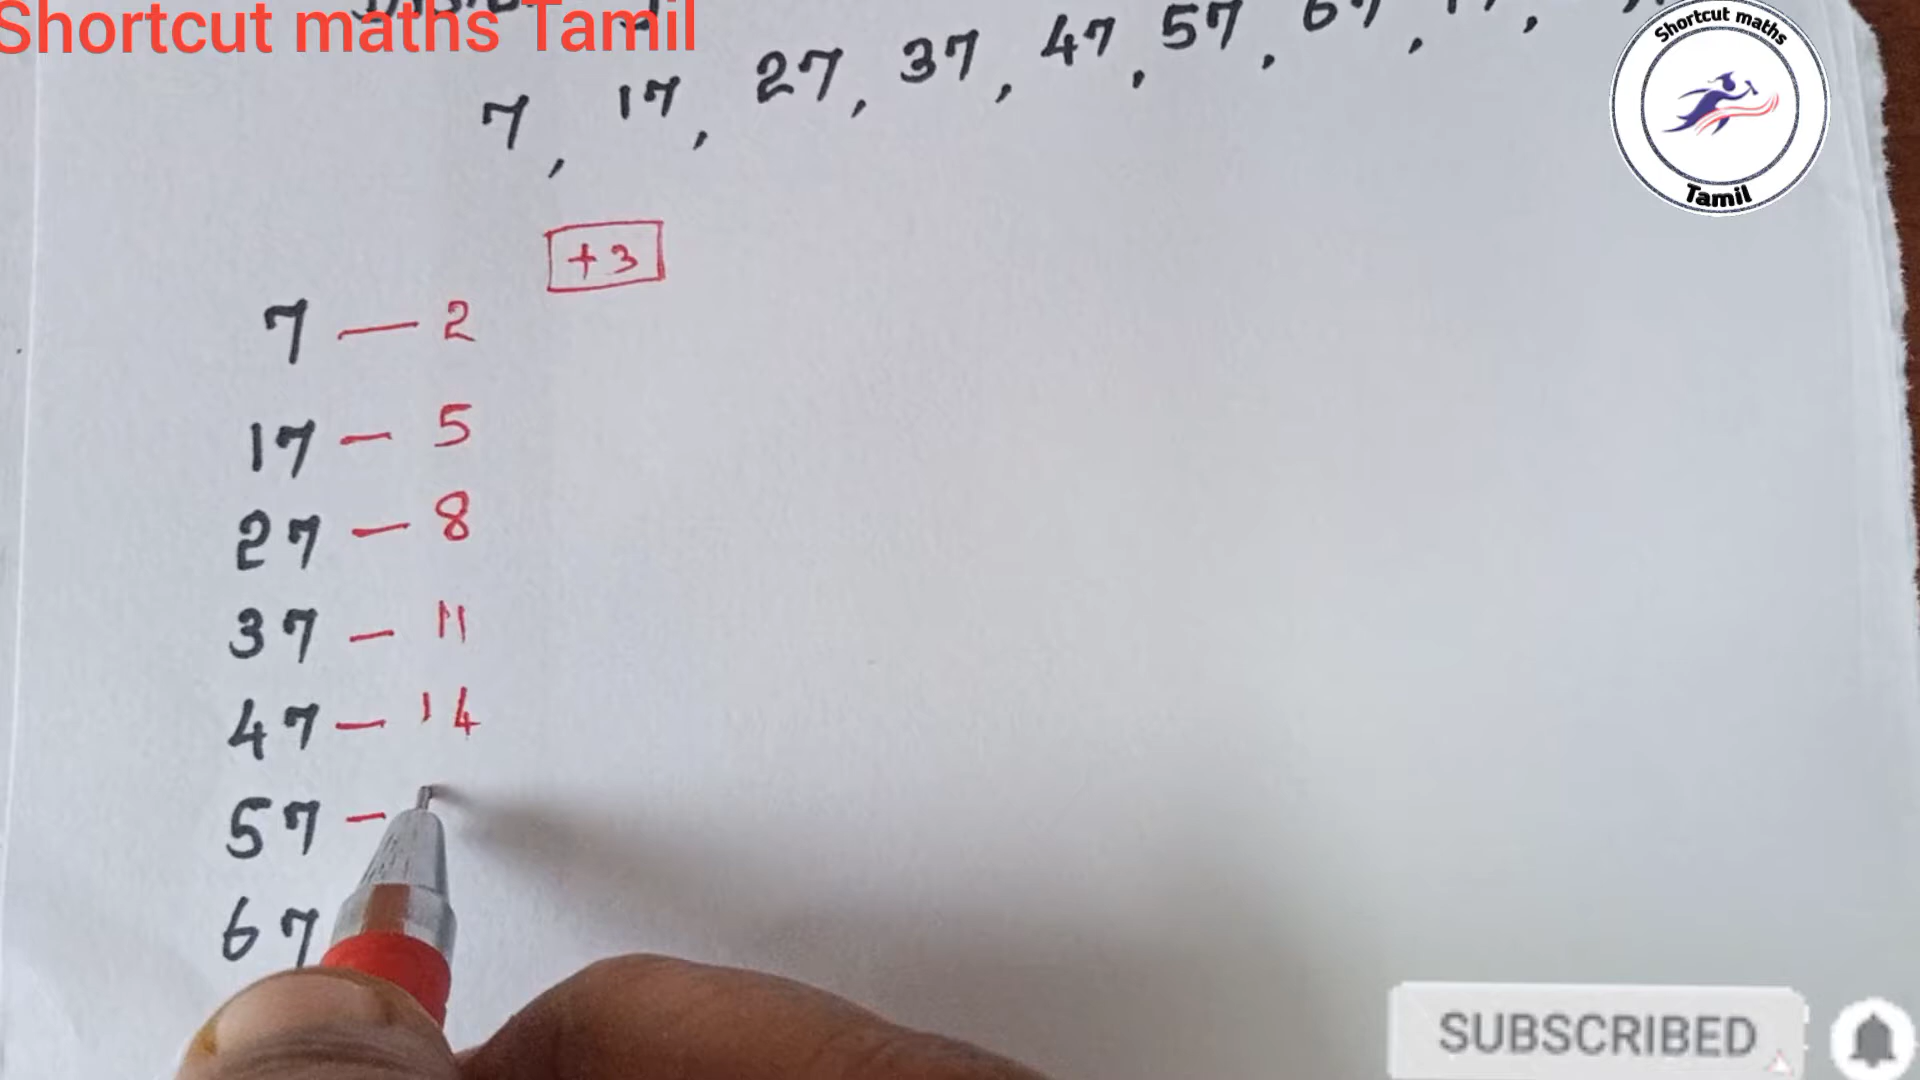 Shortcut maths Tamil
7, 17, 27, 37, 47, 57, 67,
Shortcut maths
Tamil
+3
7 — 2
17 — 5
27 — 8
37 — 11
47 — 14
57 —
67
SUBSCRIBED